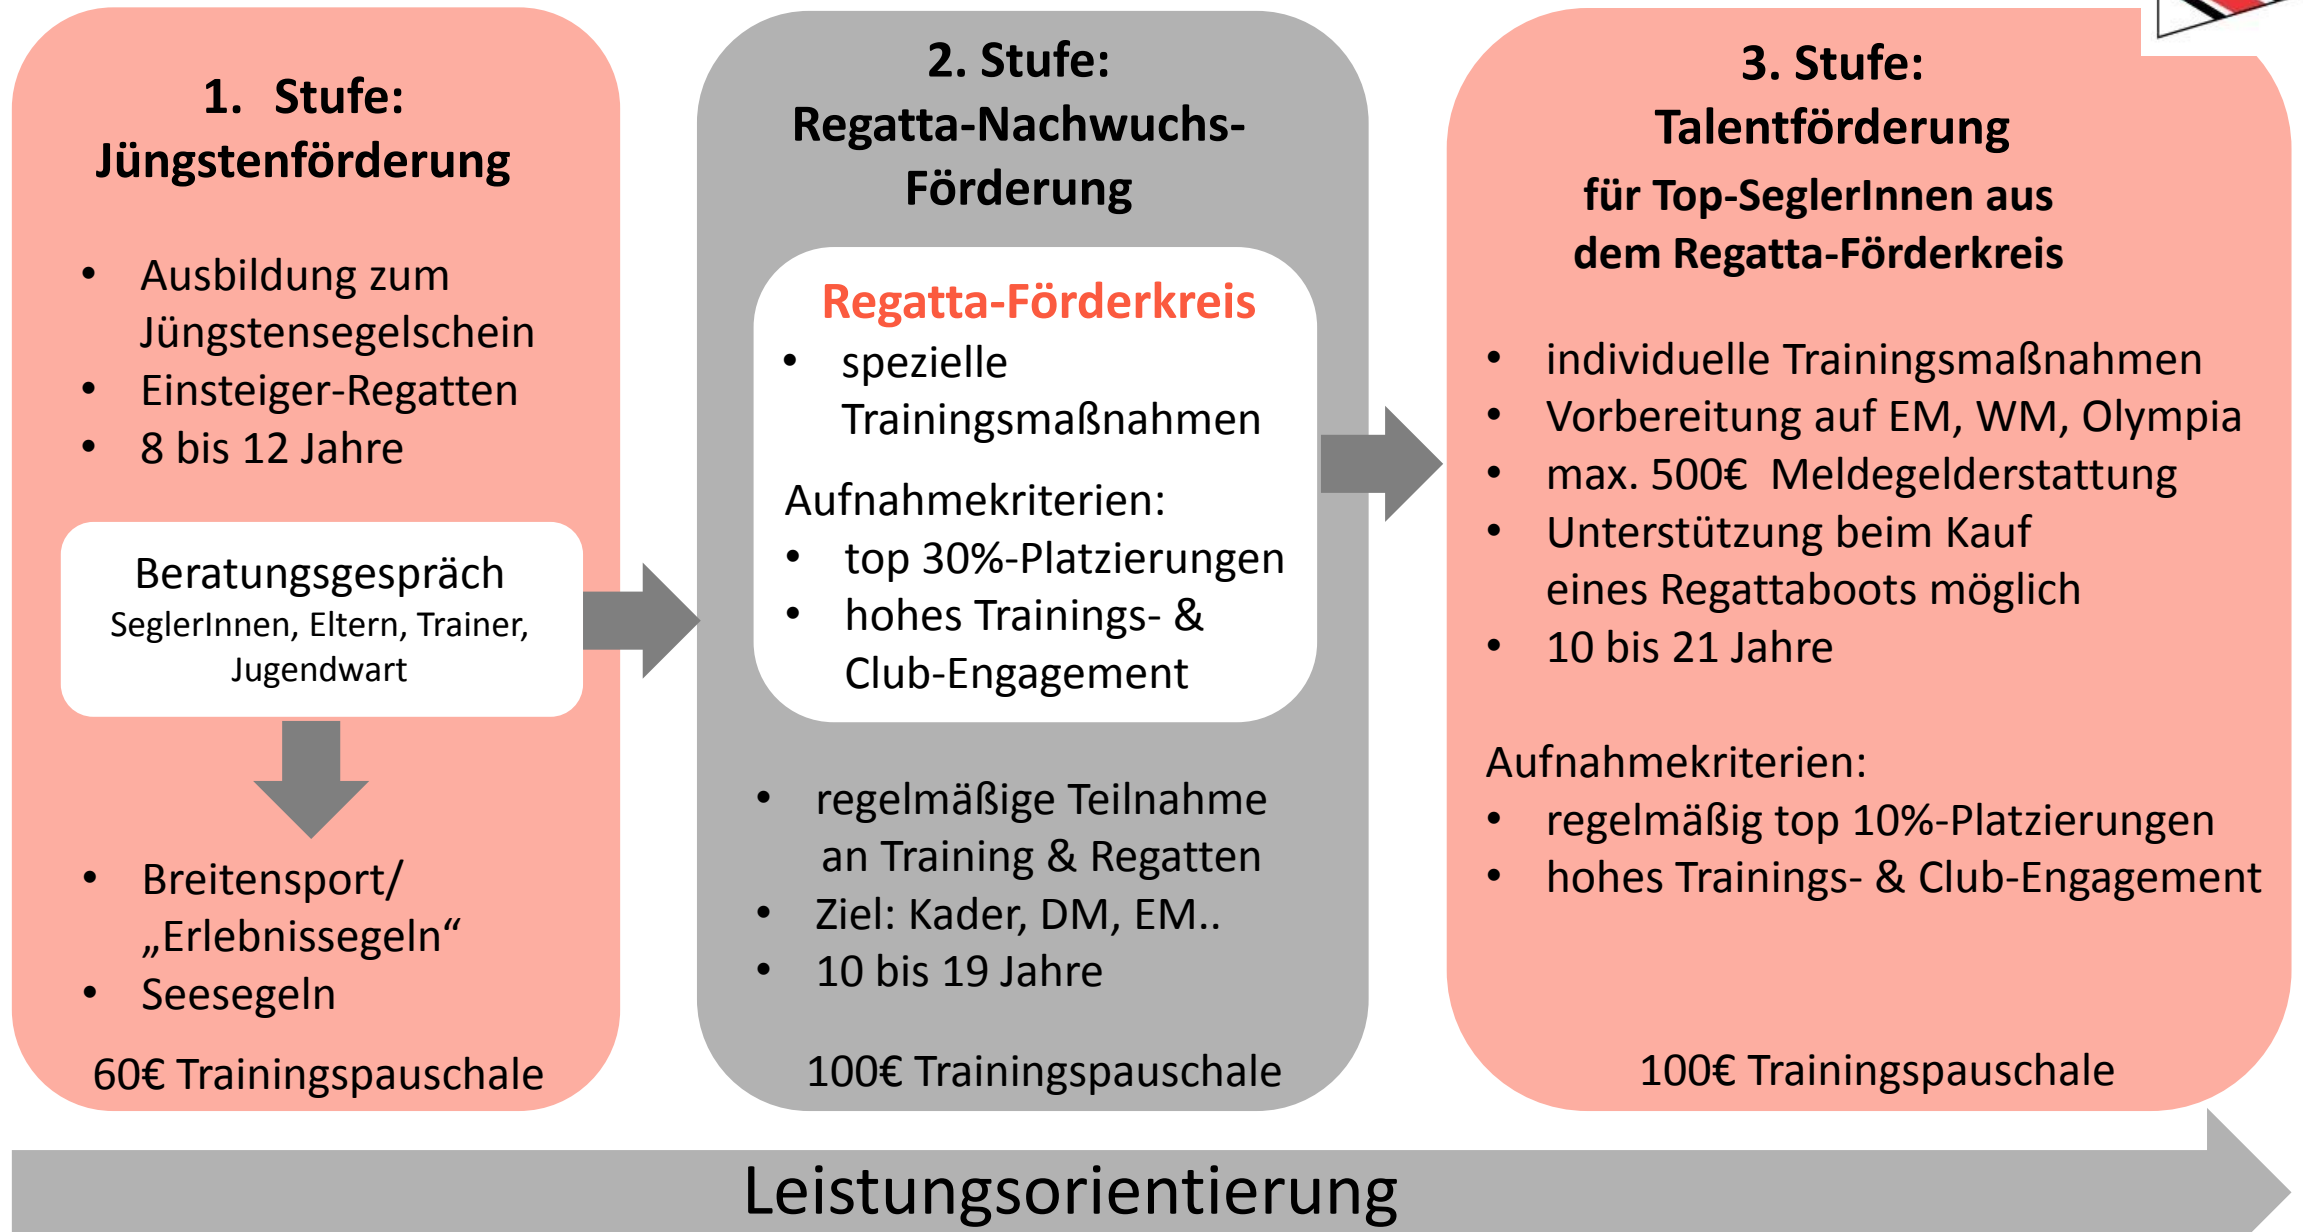 1. Stufe:
Jüngstenförderung
• Ausbildung zum
Jüngstensegelschein
• Einsteiger-Regatten
• 8 bis 12 Jahre
Beratungsgespräch
SeglerInnen, Eltern, Trainer,
Jugendwart
• Breitensport/
„Erlebnissegeln“
• Seesegeln
60€ Trainingspauschale
2. Stufe:
Regatta-Nachwuchs-
Förderung
Regatta-Förderkreis
• spezielle
Trainingsmaßnahmen
Aufnahmekriterien:
• top 30%-Platzierungen
• hohes Trainings- &
Club-Engagement
• regelmäßige Teilnahme
an Training & Regatten
• Ziel: Kader, DM, EM..
• 10 bis 19 Jahre
100€ Trainingspauschale
3. Stufe:
Talentförderung
für Top-SeglerInnen aus
dem Regatta-Förderkreis
• individuelle Trainingsmaßnahmen
• Vorbereitung auf EM, WM, Olympia
• max. 500€ Meldegelderstattung
• Unterstützung beim Kauf
eines Regattaboots möglich
• 10 bis 21 Jahre
Aufnahmekriterien:
• regelmäßig top 10%-Platzierungen
• hohes Trainings- & Club-Engagement
100€ Trainingspauschale
Leistungsorientierung